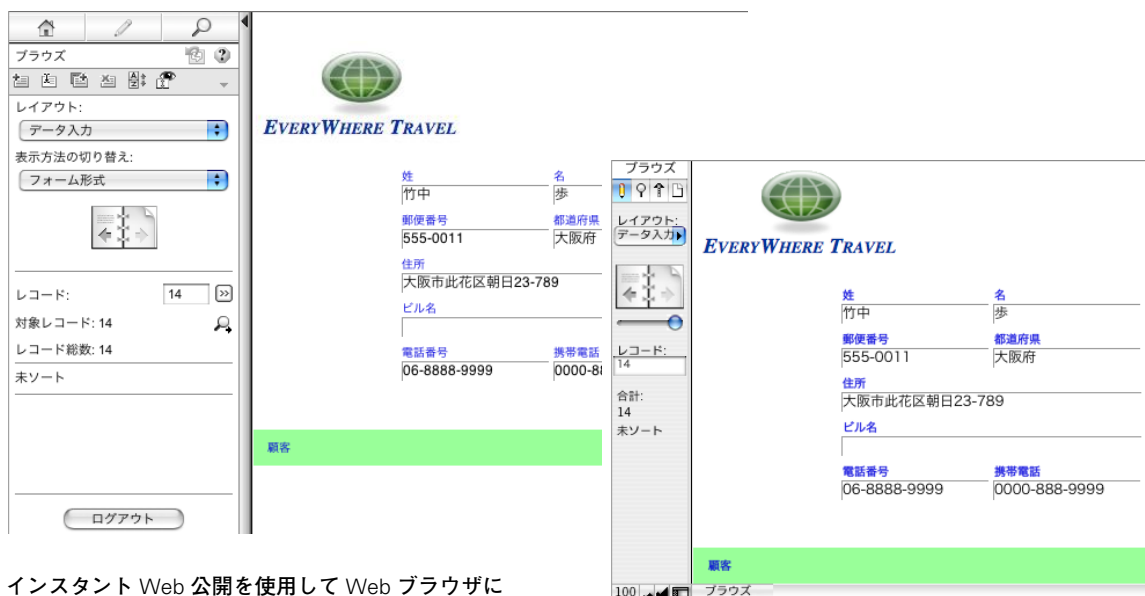 ブラウズ
レイアウト:
データ入力
表示方法の切り替え:
フォーム形式
レコード: 14
対象レコード: 14
レコード総数: 14
未ソート
ログアウト
EVERYWHERE TRAVEL
姓 名
竹中 歩
郵便番号 都道府県
555-0011 大阪府
住所
大阪市此花区朝日23-789
ビル名
電話番号 携帯電話
06-8888-9999 0000-8
顧客
ブラウズ
レイアウト:
データ入力
レコード:
14
合計:
14
未ソート
100 ブラウズ
EVERYWHERE TRAVEL
姓 名
竹中 歩
郵便番号 都道府県
555-0011 大阪府
住所
大阪市此花区朝日23-789
ビル名
電話番号 携帯電話
06-8888-9999 0000-888-9999
顧客
インスタント Web 公開を使用して Web ブラウザに